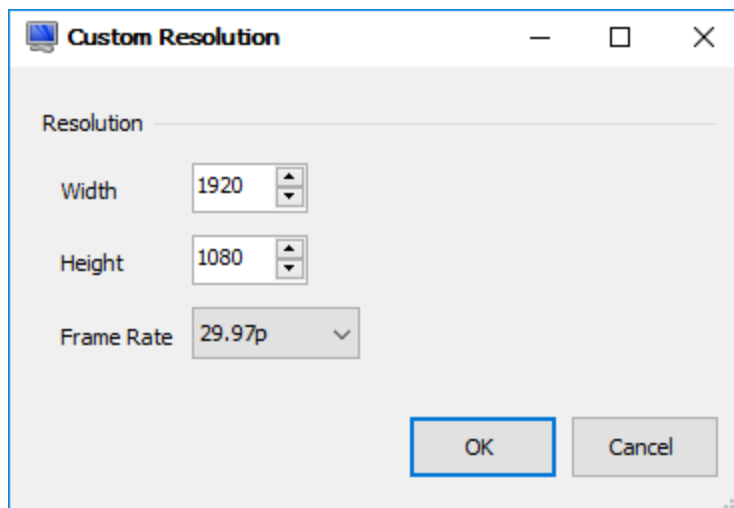 Custom Resolution
Resolution
Width 1920
Height 1080
Frame Rate 29.97p
OK Cancel